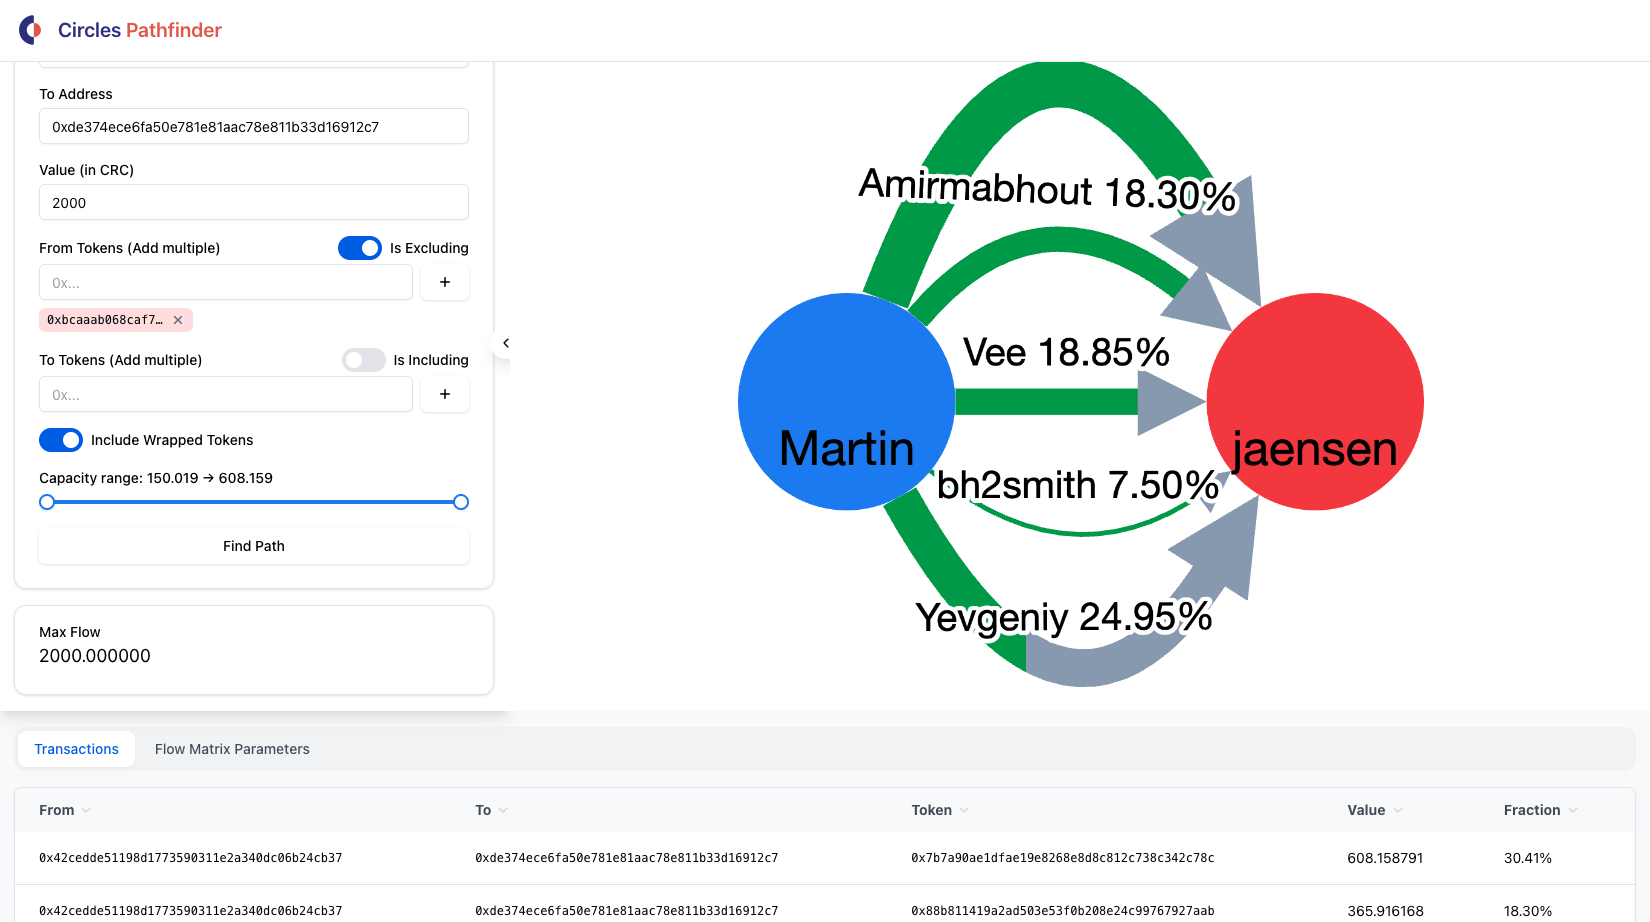 Circles Pathfinder
To Address
0xde374ece6fa50e781e81aac78e811b33d16912c7
Value (in CRC)
2000
From Tokens (Add multiple)
Is Excluding
0x...
+
0xbcaaab068caf7…
To Tokens (Add multiple)
Is Including
0x...
+
Include Wrapped Tokens
Capacity range: 150.019 → 608.159
Find Path
Max Flow
2000.000000
Amirmabhout 18.30%
Vee 18.85%
Martin
jaensen
bh2smith 7.50%
Yevgeniy 24.95%
Transactions
Flow Matrix Parameters
From To Token Value Fraction
0x42cedde51198d1773590311e2a340dc06b24cb37 0xde374ece6fa50e781e81aac78e811b33d16912c7 0x7b7a90ae1dfae19e8268e8d8c812c738c342c78c 608.158791 30.41%
0x42cedde51198d1773590311e2a340dc06b24cb37 0xde374ece6fa50e781e81aac78e811b33d16912c7 0x88b811419a2ad503e53f0b208e24c99767927aab 365.916168 18.30%